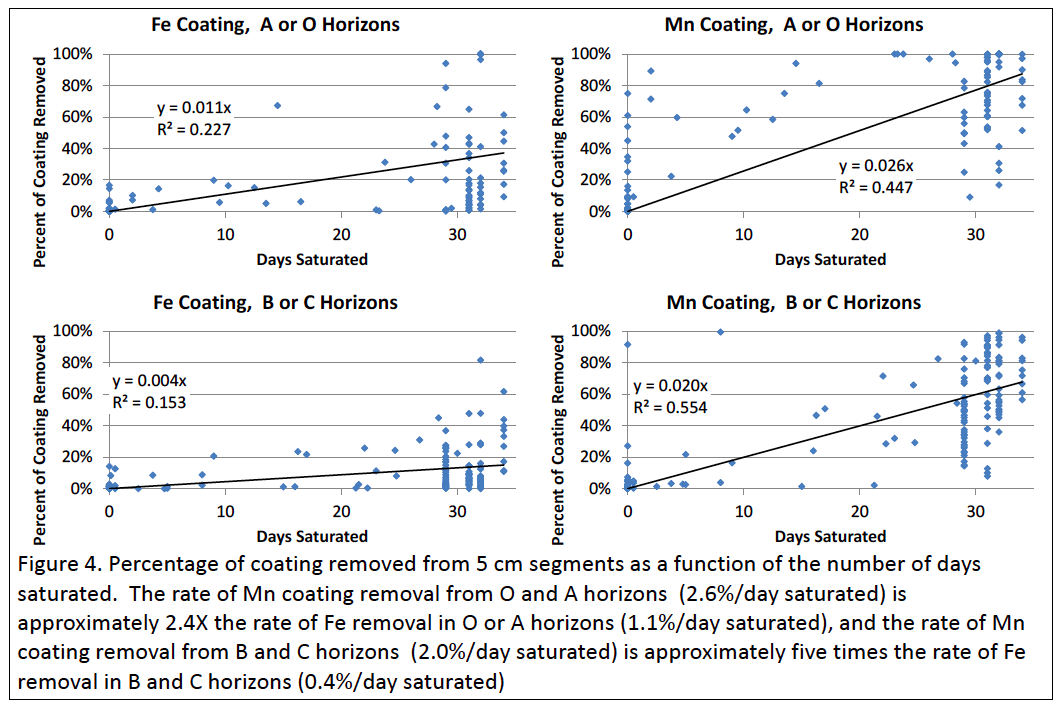 Fe Coating, A or O Horizons
Percent of Coating Removed
100%
80%
60%
40%
20%
0%
y = 0.011x
R² = 0.227
0 10 20 30
Days Saturated
Mn Coating, A or O Horizons
Percent of Coating Removed
100%
80%
60%
40%
20%
0%
y = 0.026x
R² = 0.447
0 10 20 30
Days Saturated
Fe Coating, B or C Horizons
Percent of Coating Removed
100%
80%
60%
40%
20%
0%
y = 0.004x
R² = 0.153
0 10 20 30
Days Saturated
Mn Coating, B or C Horizons
Percent of Coating Removed
100%
80%
60%
40%
20%
0%
y = 0.020x
R² = 0.554
0 10 20 30
Days Saturated
Figure 4. Percentage of coating removed from 5 cm segments as a function of the number of days
saturated. The rate of Mn coating removal from O and A horizons (2.6%/day saturated) is
approximately 2.4X the rate of Fe removal in O or A horizons (1.1%/day saturated), and the rate of Mn
coating removal from B and C horizons (2.0%/day saturated) is approximately five times the rate of Fe
removal in B and C horizons (0.4%/day saturated)